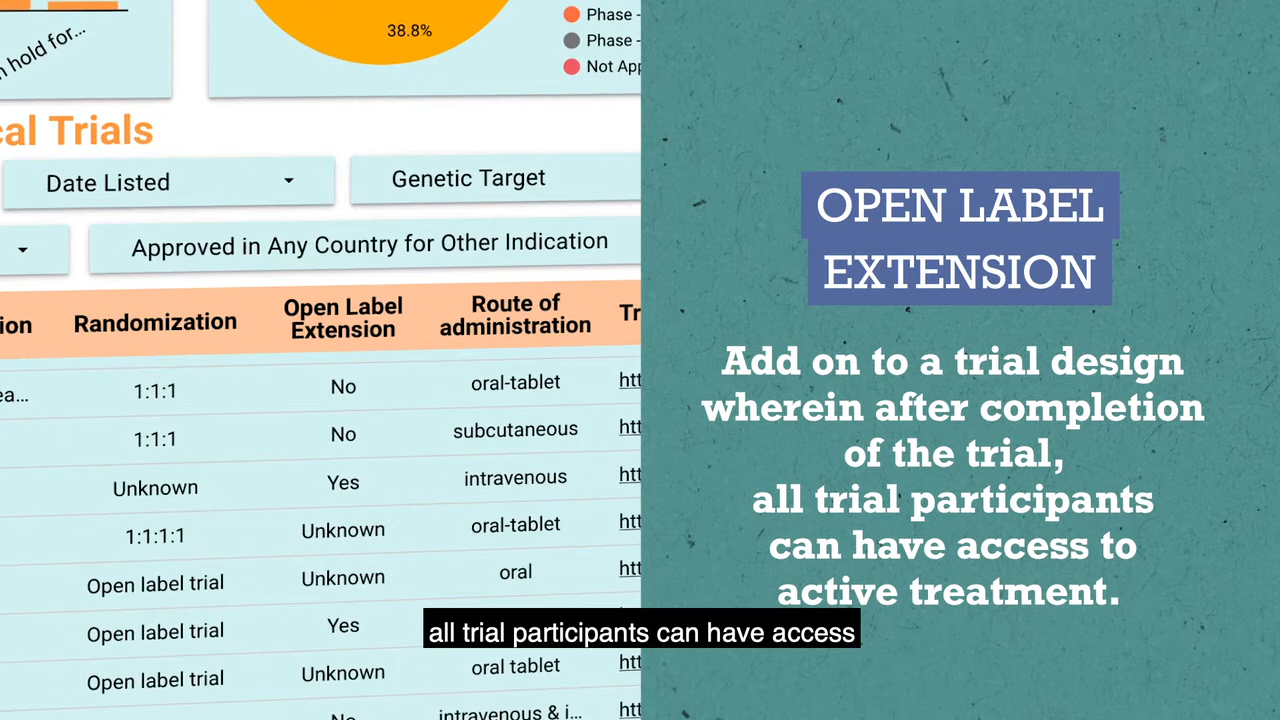 n hold for...
38.8%
Phase -
Phase -
Not App
cal Trials
Date Listed
Genetic Target
Approved in Any Country for Other Indication
ion
Randomization
Open Label
Extension
Route of
administration
Tr
ea...
1:1:1
No
oral-tablet
htt
1:1:1
No
subcutaneous
htt
Unknown
Yes
intravenous
htt
1:1:1:1
Unknown
oral-tablet
htt
Open label trial
Unknown
oral
htt
Open label trial
Yes
Open label trial
Unknown
oral tablet
htt
No
intravenous & i...
htt
OPEN LABEL
EXTENSION
Add on to a trial design
wherein after completion
of the trial,
all trial participants
can have access to
active treatment.
all trial participants can have access